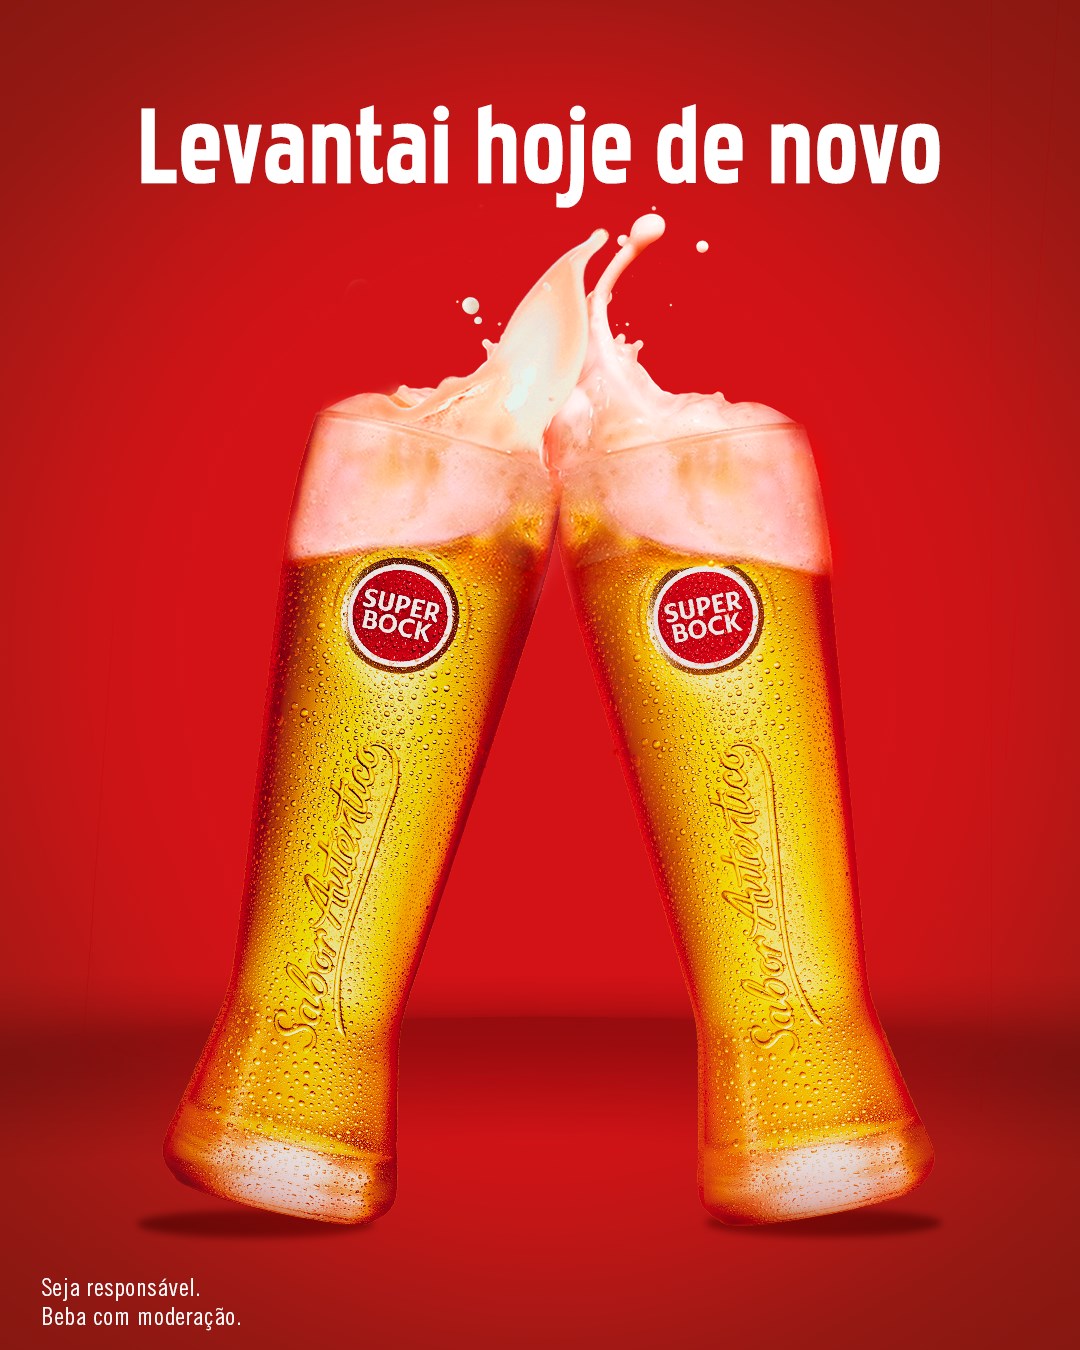 Levantai hoje de novo
SUPER
BOCK
SUPER
BOCK
Sabor Autêntico
Sabor Autêntico
Seja responsável.
Beba com moderação.